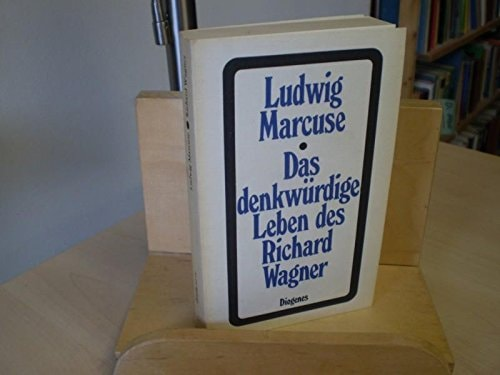 Ludwig
Marcuse
•
Das
denkwürdige
Leben des
Richard
Wagner
Diogenes